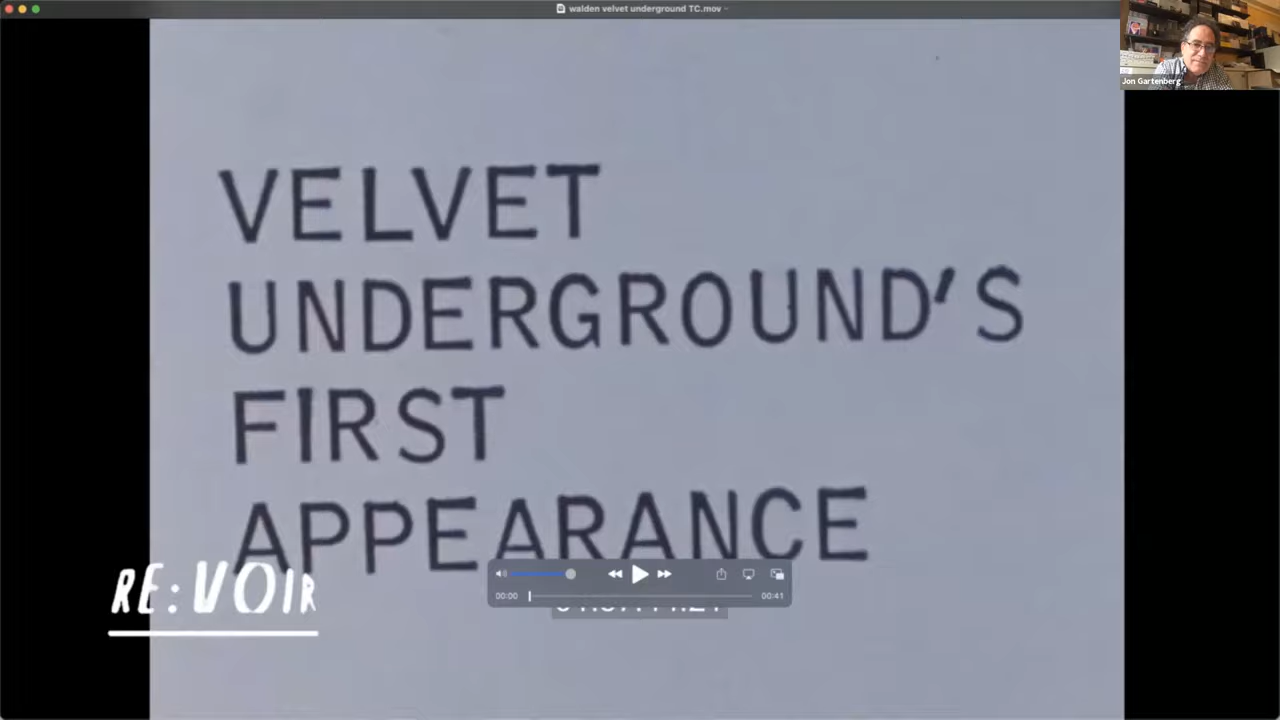 walden velvet underground TC.mov
Jon Gartenberg
VELVET
UNDERGROUND'S
FIRST
APPEARANCE
RE:VOIR
00:00
00:41